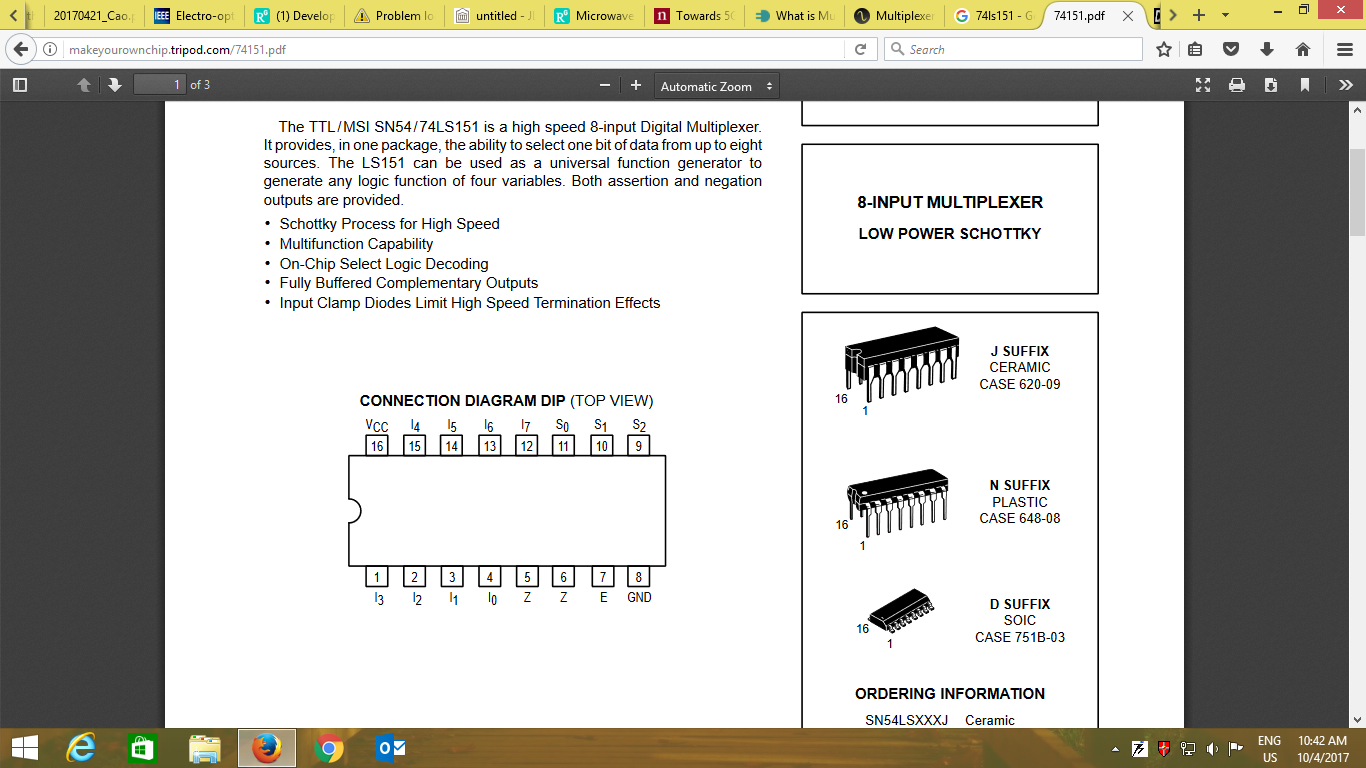 20170421_Cao.p
IEEE Electro-opt
(1) Develop
Problem lo
untitled - Jl
Microwave
Towards 5G
What is Mu
Multiplexer
74ls151 - G
74151.pdf
makeyourownchip.tripod.com/74151.pdf
Search
1 of 3
Automatic Zoom
The TTL/MSI SN54/74LS151 is a high speed 8-input Digital Multiplexer.
It provides, in one package, the ability to select one bit of data from up to eight
sources. The LS151 can be used as a universal function generator to
generate any logic function of four variables. Both assertion and negation
outputs are provided.
• Schottky Process for High Speed
• Multifunction Capability
• On-Chip Select Logic Decoding
• Fully Buffered Complementary Outputs
• Input Clamp Diodes Limit High Speed Termination Effects
CONNECTION DIAGRAM DIP (TOP VIEW)
VCC I4 I5 I6 I7 S0 S1 S2
16 15 14 13 12 11 10 9
1 2 3 4 5 6 7 8
I3 I2 I1 I0 Z Z E GND
8-INPUT MULTIPLEXER
LOW POWER SCHOTTKY
J SUFFIX
CERAMIC
CASE 620-09
16
1
N SUFFIX
PLASTIC
CASE 648-08
16
1
D SUFFIX
SOIC
CASE 751B-03
16
1
ORDERING INFORMATION
SN54LSXXXJ Ceramic
ENG
US
10:42 AM
10/4/2017